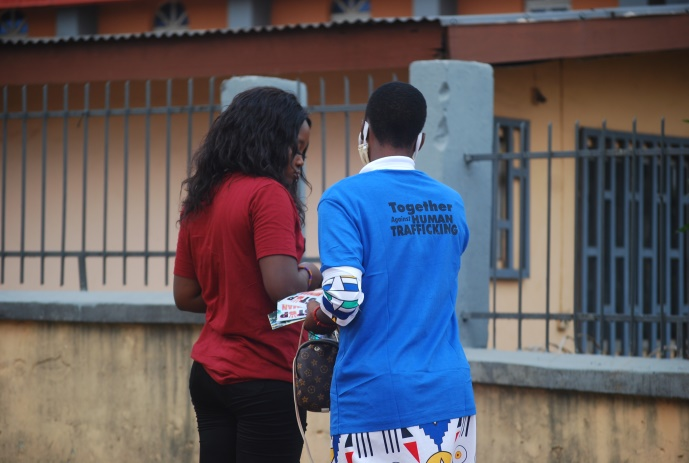 Together
Against HUMAN
TRAFFICKING